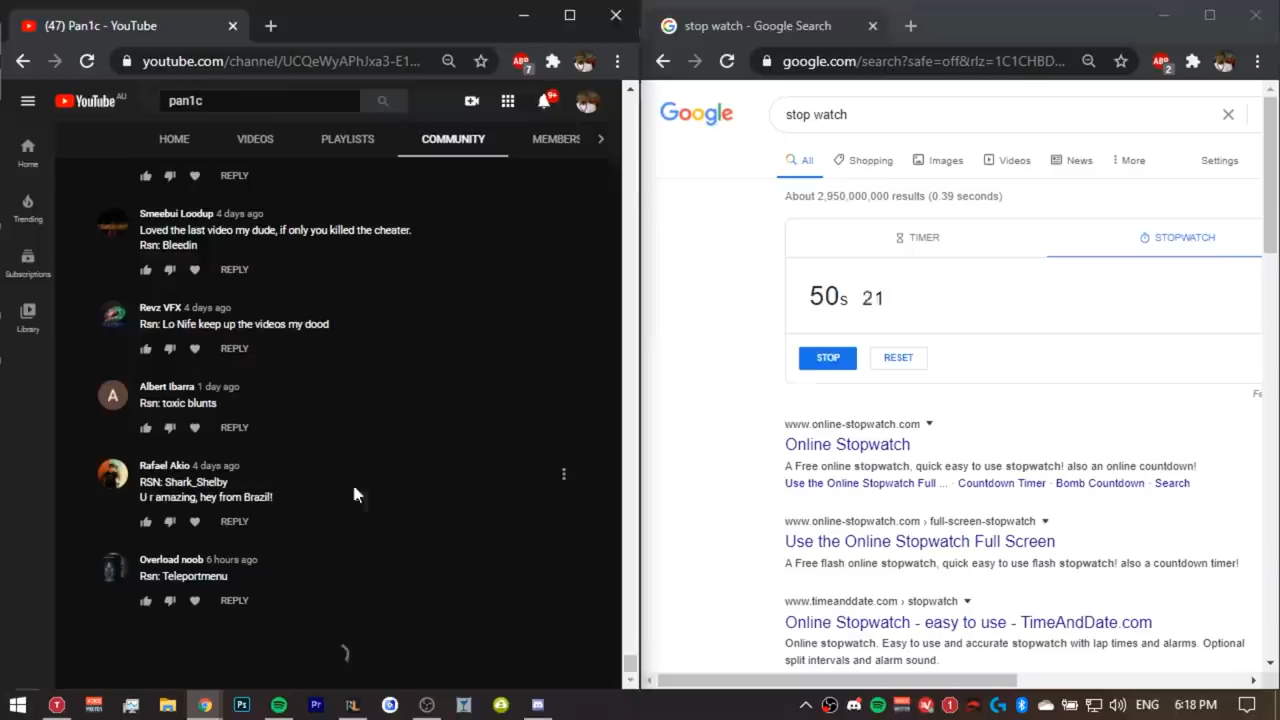 (47) Pan1c - YouTube
youtube.com/channel/UCQeWyAPhJxa3-E1...
7
YouTube AU
pan1c
9+
HOME VIDEOS PLAYLISTS COMMUNITY MEMBERS
Home
Trending
Subscriptions
Library
REPLY
Smeebui Loodup 4 days ago
Loved the last video my dude, if only you killed the cheater.
Rsn: Bleedin
REPLY
Revz VFX 4 days ago
Rsn: Lo Nife keep up the videos my dood
REPLY
A
Albert Ibarra 1 day ago
Rsn: toxic blunts
REPLY
Rafael Akio 4 days ago
RSN: Shark_Shelby
U r amazing, hey from Brazil!
REPLY
Overload noob 6 hours ago
Rsn: Teleportmenu
REPLY
stop watch - Google Search
google.com/search?safe=off&rlz=1C1CHBD...
2
Google
stop watch
All Shopping Images Videos News More Settings
About 2,950,000,000 results (0.39 seconds)
TIMER STOPWATCH
50s 21
STOP RESET
Fe
www.online-stopwatch.com
Online Stopwatch
A Free online stopwatch, quick easy to use stopwatch! also an online countdown!
Use the Online Stopwatch Full ... · Countdown Timer · Bomb Countdown · Search
www.online-stopwatch.com › full-screen-stopwatch
Use the Online Stopwatch Full Screen
A Free flash online stopwatch, quick easy to use flash stopwatch! also a countdown timer!
www.timeanddate.com › stopwatch
Online Stopwatch - easy to use - TimeAndDate.com
Online stopwatch. Easy to use and accurate stopwatch with lap times and alarms. Optional
split intervals and alarm sound.
ENG 6:18 PM